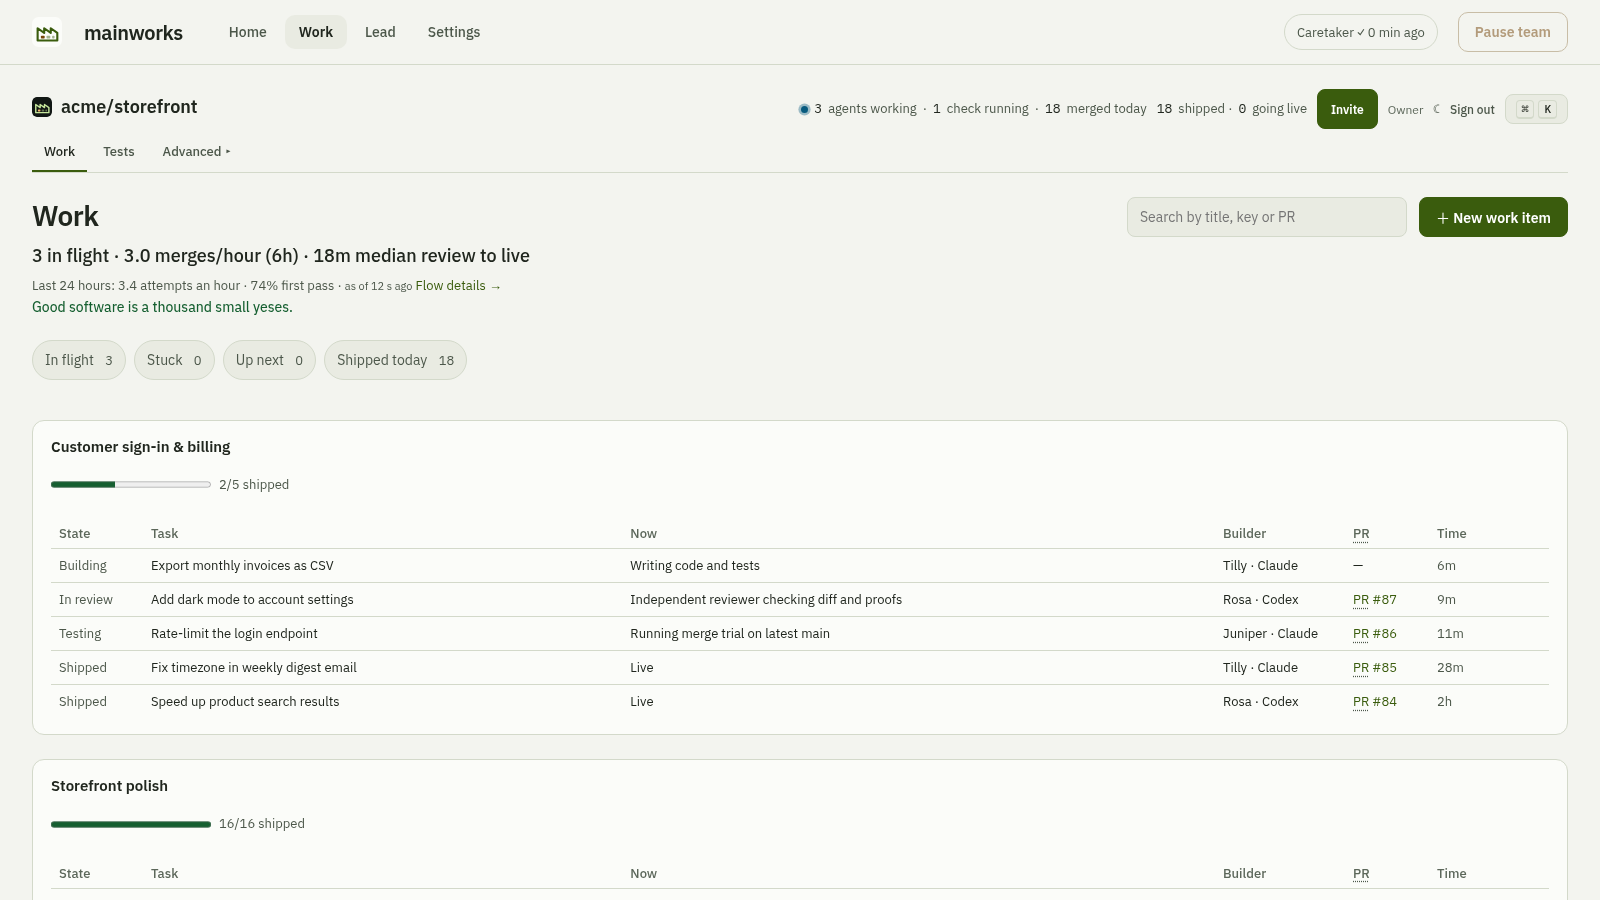 mainworks
Home
Work
Lead
Settings
Caretaker ✓ 0 min ago
Pause team
acme/storefront
3 agents working · 1 check running · 18 merged today 18 shipped · 0 going live
Invite
Owner
☾
Sign out
⌘ K
Work
Tests
Advanced ▸
Work
Search by title, key or PR
+ New work item
3 in flight · 3.0 merges/hour (6h) · 18m median review to live
Last 24 hours: 3.4 attempts an hour · 74% first pass · as of 12 s ago Flow details →
Good software is a thousand small yeses.
In flight 3
Stuck 0
Up next 0
Shipped today 18
Customer sign-in & billing
2/5 shipped
State Task Now Builder PR Time
Building Export monthly invoices as CSV Writing code and tests Tilly · Claude — 6m
In review Add dark mode to account settings Independent reviewer checking diff and proofs Rosa · Codex PR #87 9m
Testing Rate-limit the login endpoint Running merge trial on latest main Juniper · Claude PR #86 11m
Shipped Fix timezone in weekly digest email Live Tilly · Claude PR #85 28m
Shipped Speed up product search results Live Rosa · Codex PR #84 2h
Storefront polish
16/16 shipped
State Task Now Builder PR Time